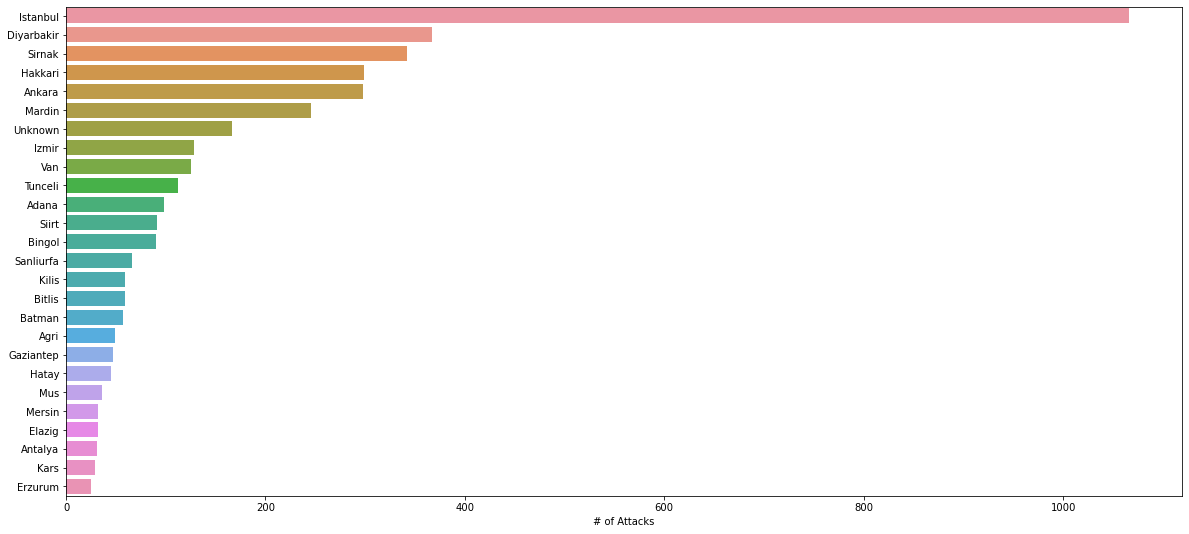 Istanbul
Diyarbakir
Sirnak
Hakkari
Ankara
Mardin
Unknown
Izmir
Van
Tunceli
Adana
Siirt
Bingol
Sanliurfa
Kilis
Bitlis
Batman
Agri
Gaziantep
Hatay
Mus
Mersin
Elazig
Antalya
Kars
Erzurum
0 200 400 600 800 1000
# of Attacks